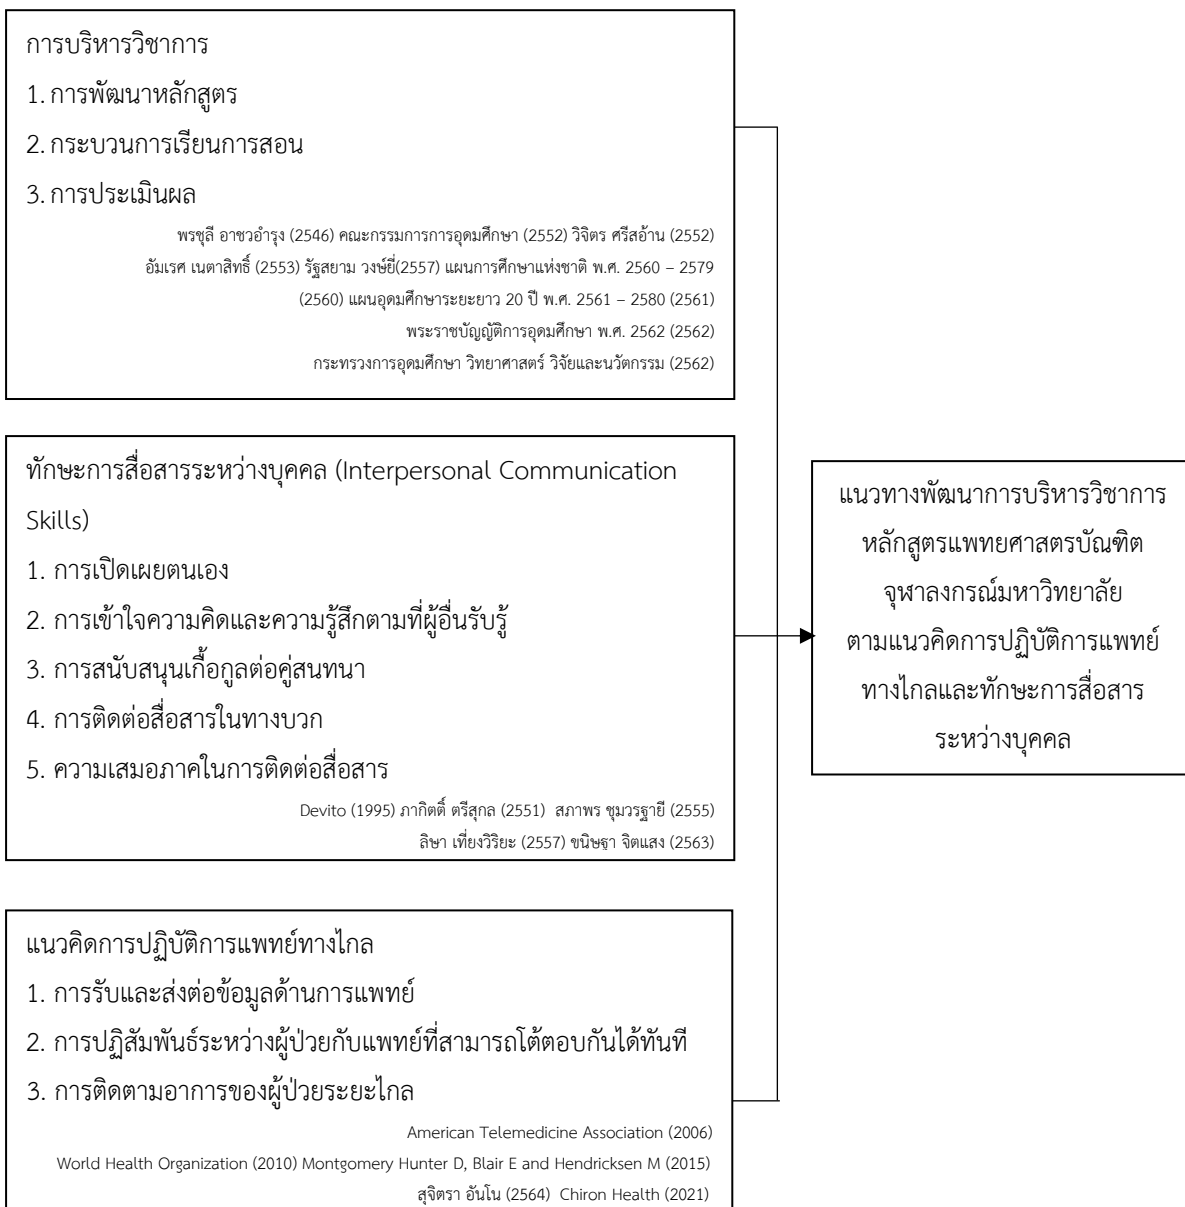 การบริหารวิชาการ
1. การพัฒนาหลักสูตร
2. กระบวนการเรียนการสอน
3. การประเมินผล
พรชุลี อาชวอำรุง (2546) คณะกรรมการการอุดมศึกษา (2552) วิจิตร ศรีสอ้าน (2552)
อัมเรศ เนตาสิทธิ์ (2553) รัฐสยาม วงษ์ยี่(2557) แผนการศึกษาแห่งชาติ พ.ศ. 2560 – 2579
(2560) แผนอุดมศึกษาระยะยาว 20 ปี พ.ศ. 2561 – 2580 (2561)
พระราชบัญญัติการอุดมศึกษา พ.ศ. 2562 (2562)
กระทรวงการอุดมศึกษา วิทยาศาสตร์ วิจัยและนวัตกรรม (2562)
ทักษะการสื่อสารระหว่างบุคคล (Interpersonal Communication
Skills)
1. การเปิดเผยตนเอง
2. การเข้าใจความคิดและความรู้สึกตามที่ผู้อื่นรับรู้
3. การสนับสนุนเกื้อกูลต่อคู่สนทนา
4. การติดต่อสื่อสารในทางบวก
5. ความเสมอภาคในการติดต่อสื่อสาร
Devito (1995) ภากิตติ์ ตรีสุกล (2551) สภาพร ชุมวรฐายี (2555)
ลิษา เที่ยงวิริยะ (2557) ขนิษฐา จิตแสง (2563)
แนวคิดการปฏิบัติการแพทย์ทางไกล
1. การรับและส่งต่อข้อมูลด้านการแพทย์
2. การปฏิสัมพันธ์ระหว่างผู้ป่วยกับแพทย์ที่สามารถโต้ตอบกันได้ทันที
3. การติดตามอาการของผู้ป่วยระยะไกล
American Telemedicine Association (2006)
World Health Organization (2010) Montgomery Hunter D, Blair E and Hendricksen M (2015)
สุจิตรา อันโน (2564) Chiron Health (2021)
แนวทางพัฒนาการบริหารวิชาการ
หลักสูตรแพทยศาสตรบัณฑิต
จุฬาลงกรณ์มหาวิทยาลัย
ตามแนวคิดการปฏิบัติการแพทย์
ทางไกลและทักษะการสื่อสาร
ระหว่างบุคคล